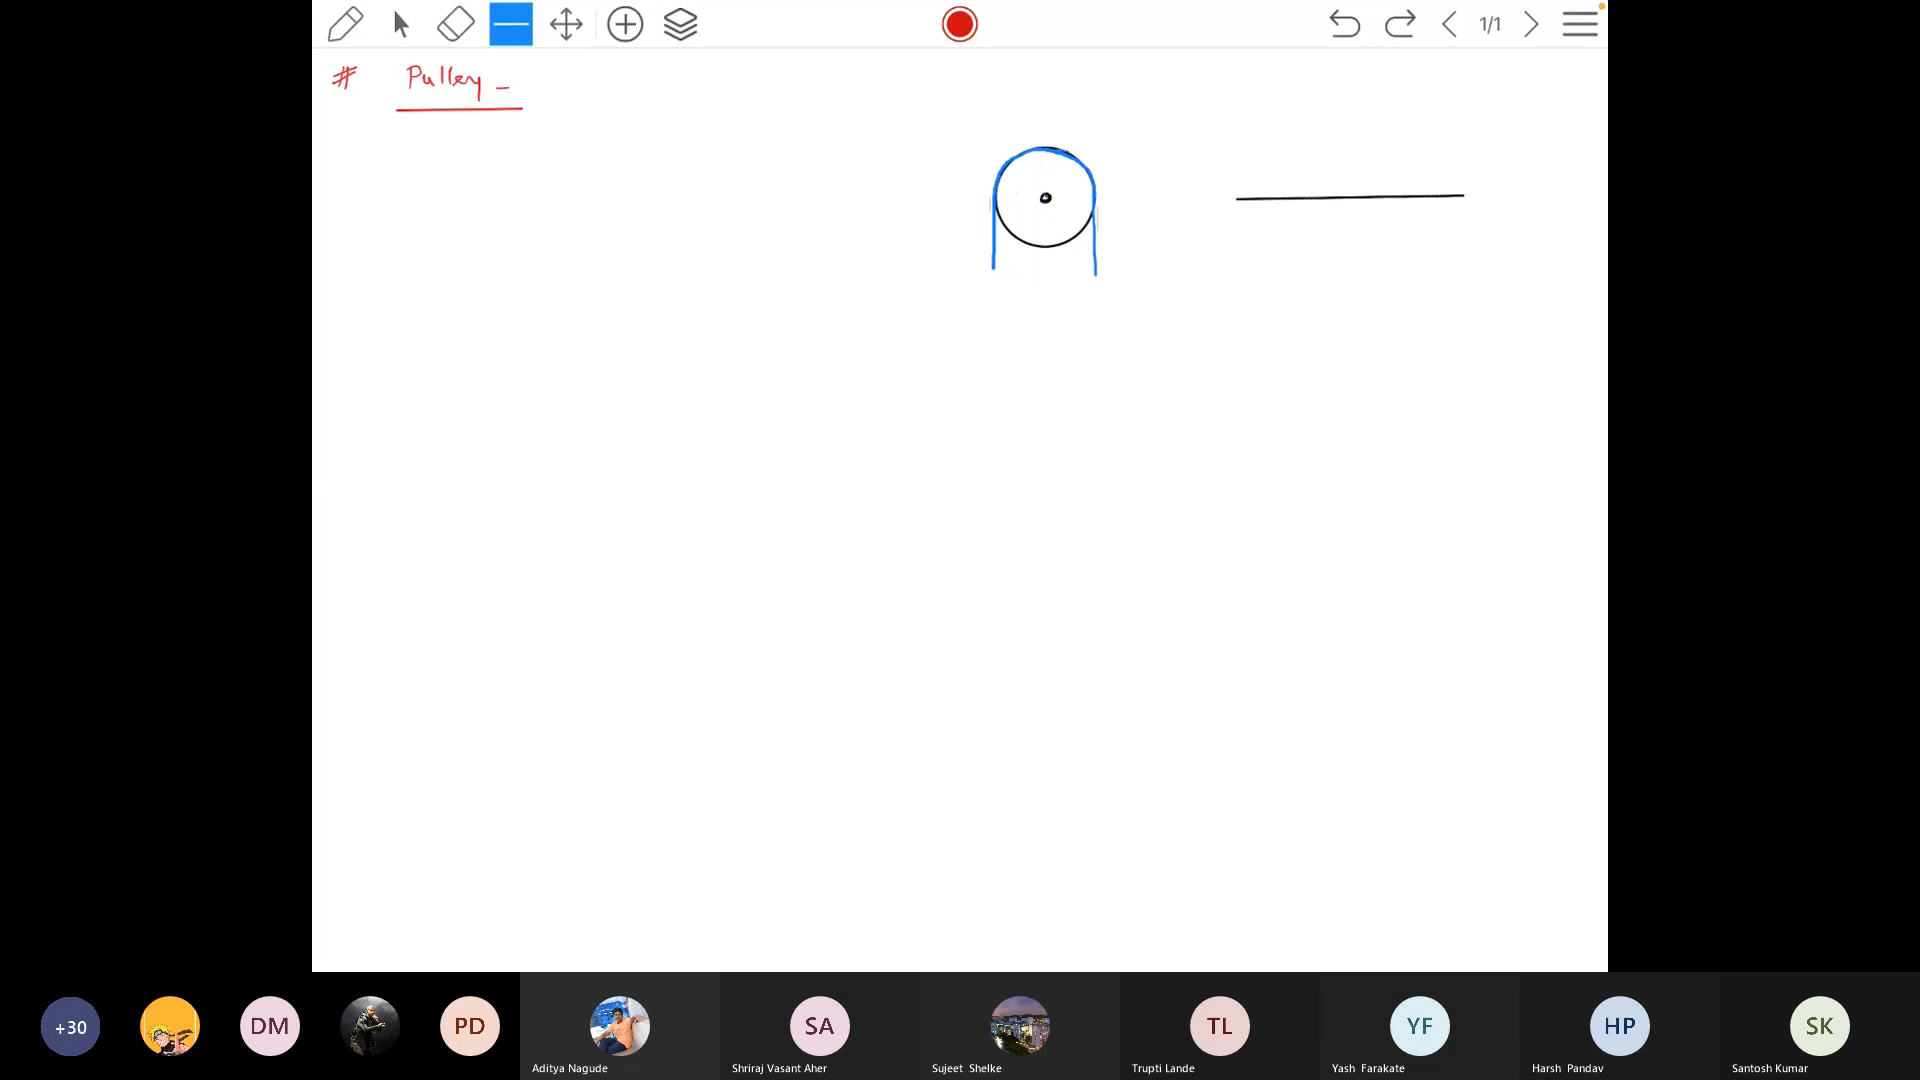 1/1
# Pulley -
+30
DM
PD
SA
TL
YF
HP
SK
Aditya Nagude
Shriraj Vasant Aher
Sujeet Shelke
Trupti Lande
Yash Farakate
Harsh Pandav
Santosh Kumar